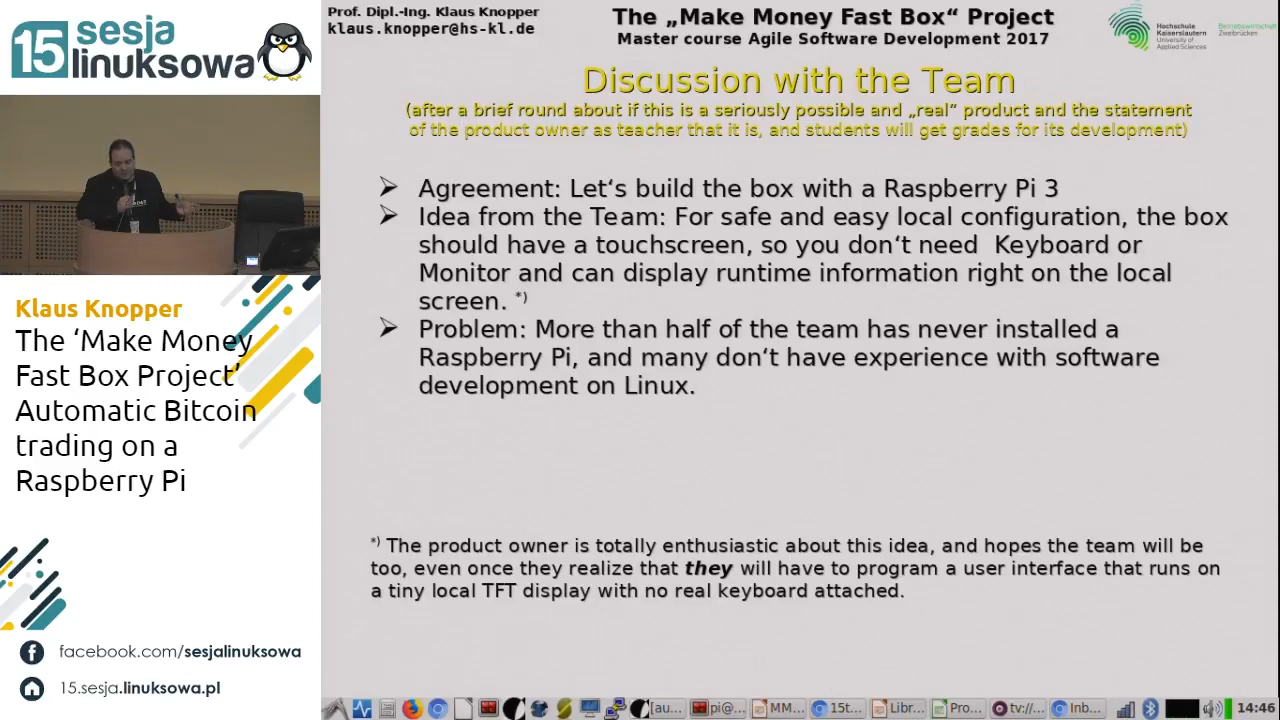 15 sesja
linuksowa
Klaus Knopper
The ‘Make Money
Fast Box Project’
Automatic Bitcoin
trading on a
Raspberry Pi
facebook.com/sesjalinuksowa
15.sesja.linuksowa.pl
Prof. Dipl.-Ing. Klaus Knopper
klaus.knopper@hs-kl.de
The „Make Money Fast Box“ Project
Master course Agile Software Development 2017
Hochschule
Kaiserslautern
University of
Applied Sciences
Betriebswirtschaft
Zweibrücken
Discussion with the Team
(after a brief round about if this is a seriously possible and „real“ product and the statement
of the product owner as teacher that it is, and students will get grades for its development)
Agreement: Let‘s build the box with a Raspberry Pi 3
Idea from the Team: For safe and easy local configuration, the box
should have a touchscreen, so you don‘t need  Keyboard or
Monitor and can display runtime information right on the local
screen. *)
Problem: More than half of the team has never installed a
Raspberry Pi, and many don‘t have experience with software
development on Linux.
*) The product owner is totally enthusiastic about this idea, and hopes the team will be
too, even once they realize that they will have to program a user interface that runs on
a tiny local TFT display with no real keyboard attached.
[au... pi@... MM... 15t... Libr... Pro... tv://... Inb... 14:46